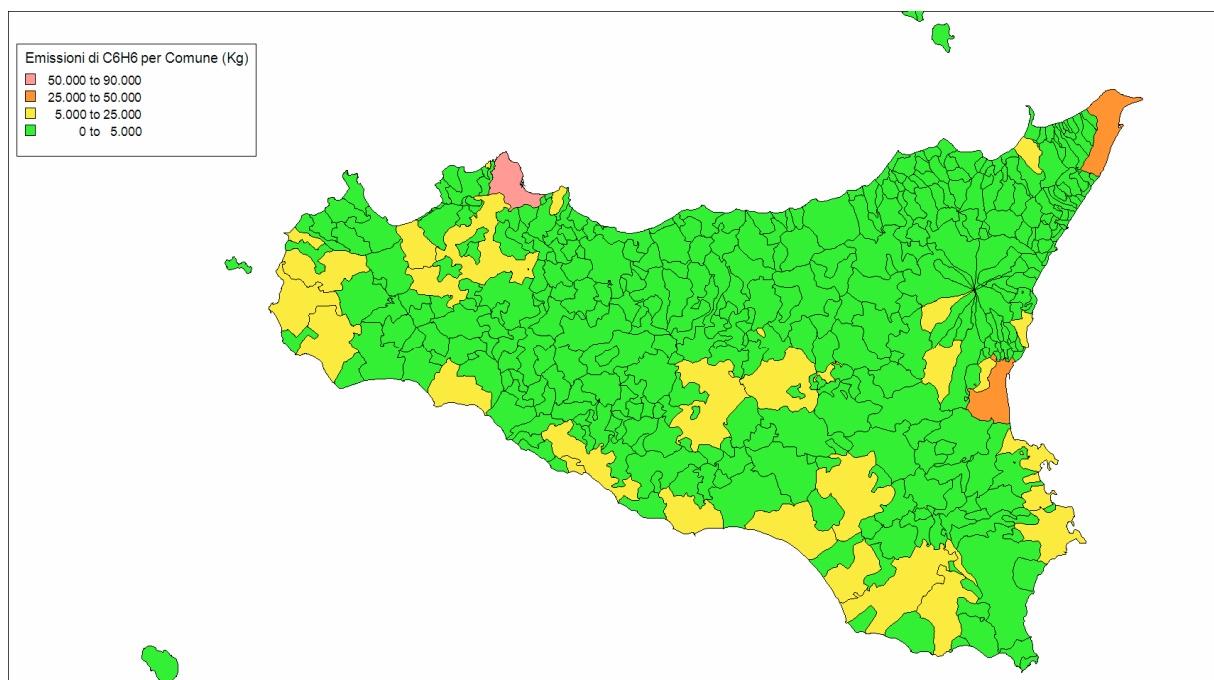 Emissioni di C6H6 per Comune (Kg)
50.000 to 90.000
25.000 to 50.000
5.000 to 25.000
0 to 5.000